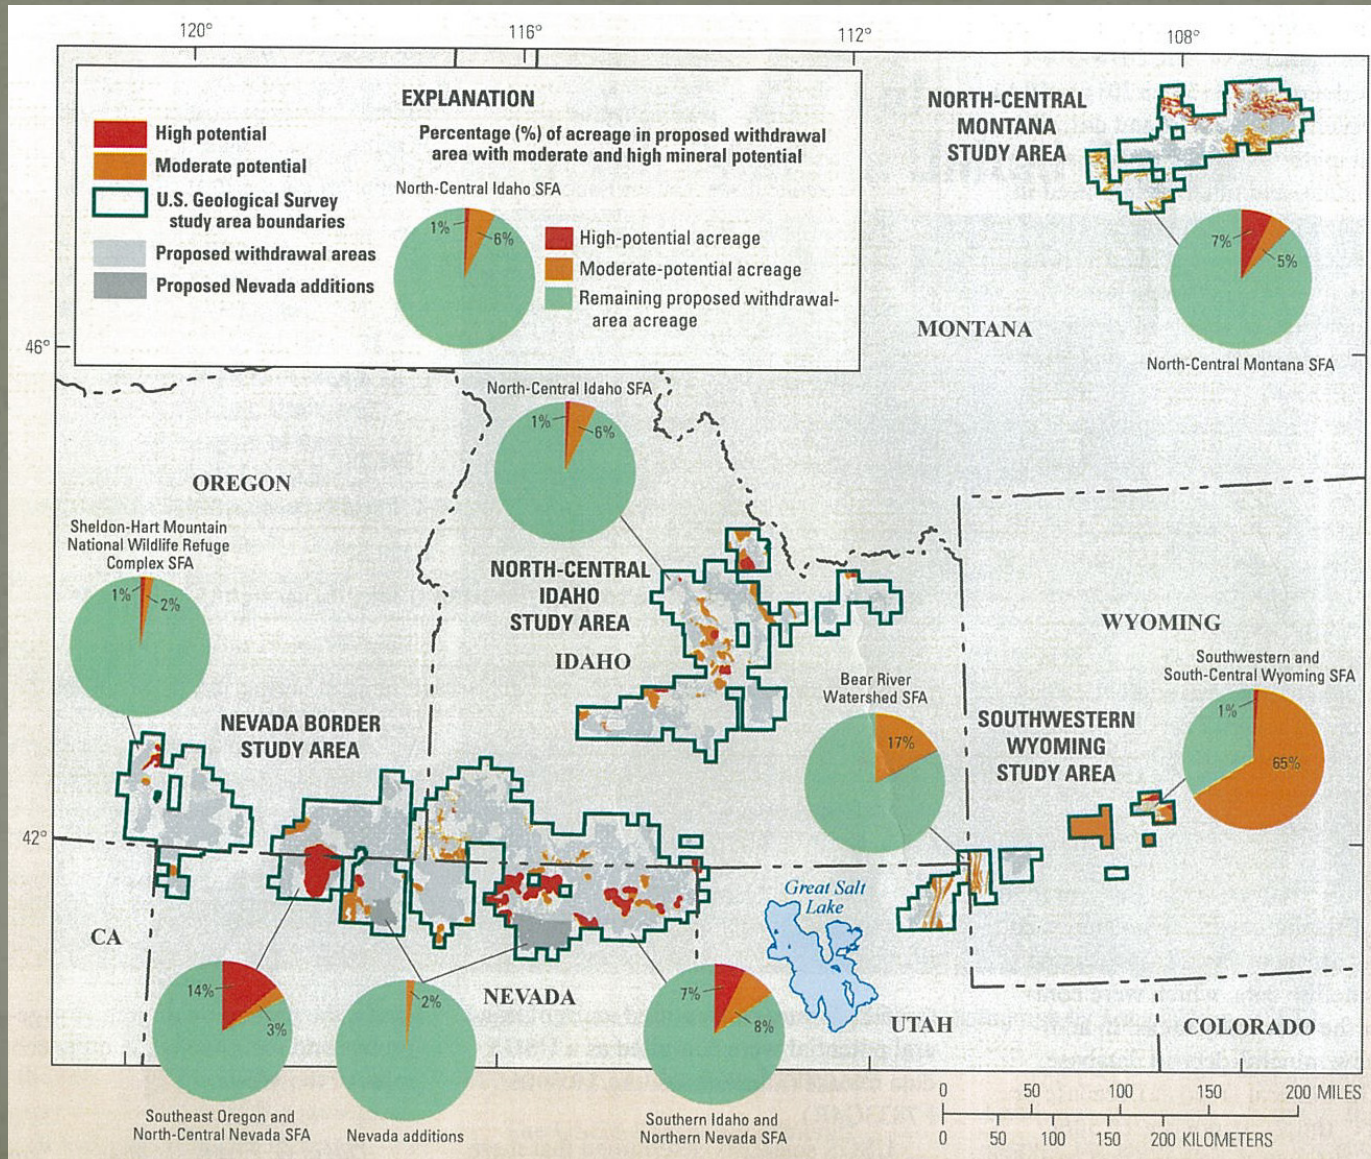 120°
116°
112°
108°
EXPLANATION
High potential
Moderate potential
U.S. Geological Survey
study area boundaries
Proposed withdrawal areas
Proposed Nevada additions
Percentage (%) of acreage in proposed withdrawal
area with moderate and high mineral potential
North-Central Idaho SFA
1%
6%
High-potential acreage
Moderate-potential acreage
Remaining proposed withdrawal-
area acreage
NORTH-CENTRAL
MONTANA
STUDY AREA
7%
5%
North-Central Montana SFA
MONTANA
46°
North-Central Idaho SFA
1%
6%
OREGON
Sheldon-Hart Mountain
National Wildlife Refuge
Complex SFA
1%
2%
NORTH-CENTRAL
IDAHO
STUDY AREA
IDAHO
WYOMING
Southwestern and
South-Central Wyoming SFA
1%
65%
Bear River
Watershed SFA
17%
SOUTHWESTERN
WYOMING
STUDY AREA
NEVADA BORDER
STUDY AREA
42°
Great Salt
Lake
CA
14%
3%
Southeast Oregon and
North-Central Nevada SFA
2%
Nevada additions
NEVADA
7%
8%
Southern Idaho and
Northern Nevada SFA
UTAH
COLORADO
0 50 100 150 200 MILES
0 50 100 150 200 KILOMETERS